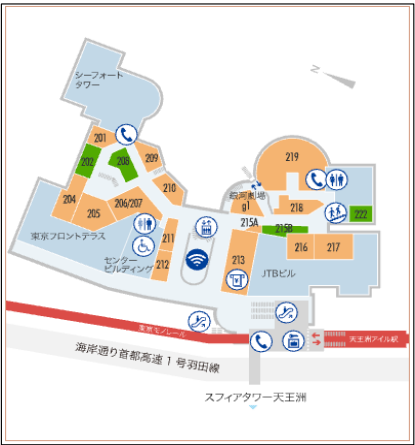 シーフォート
タワー
N
201
202
208
209
219
210
204
206/207
205
銀河劇場
g1
218
215A
215B
222
211
216
217
東京フロントテラス
センター
ビルディング
212
213
JTBビル
東京モノレール
天王洲アイル駅
海岸通り首都高速1号羽田線
スフィアタワー天王洲